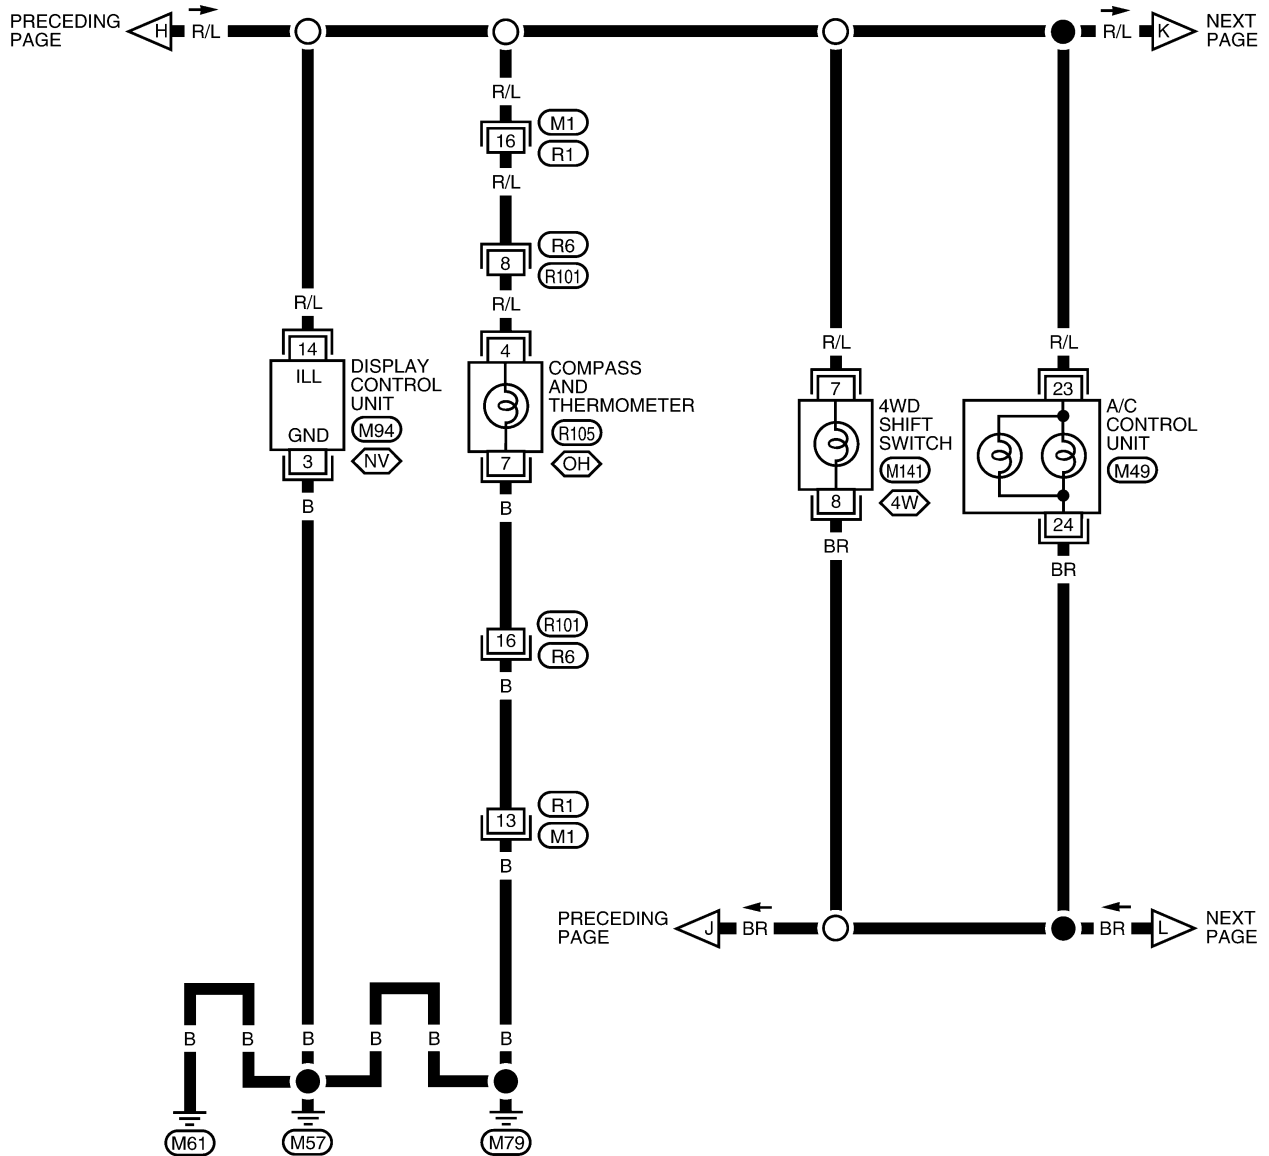 PRECEDING
PAGE
H
R/L
R/L
K
NEXT
PAGE
R/L
16
M1
R1
R/L
8
R6
R101
R/L
R/L
R/L
R/L
14
ILL
GND
3
DISPLAY
CONTROL
UNIT
M94
NV
4
7
COMPASS
AND
THERMOMETER
R105
OH
7
8
4WD
SHIFT
SWITCH
M141
4W
23
24
A/C
CONTROL
UNIT
M49
B
B
BR
BR
16
R101
R6
B
13
R1
M1
B
PRECEDING
PAGE
J
BR
BR
L
NEXT
PAGE
B
B
B
B
B
B
M61
M57
M79